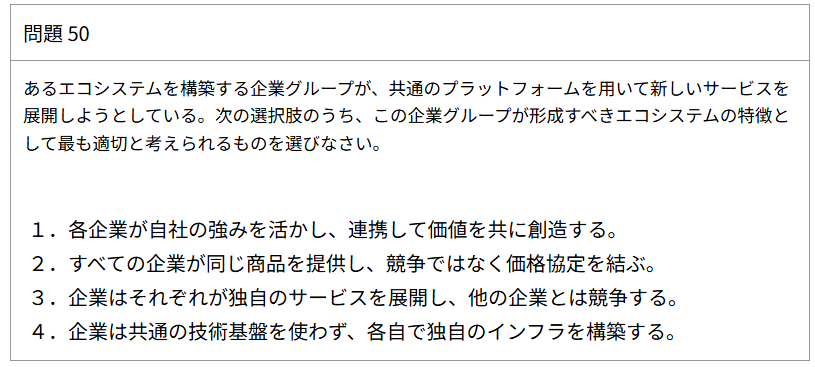 問題 50
あるエコシステムを構築する企業グループが、共通のプラットフォームを用いて新しいサービスを
展開しようとしている。次の選択肢のうち、この企業グループが形成すべきエコシステムの特徴と
して最も適切と考えられるものを選びなさい。
１．各企業が自社の強みを活かし、連携して価値を共に創造する。
２．すべての企業が同じ商品を提供し、競争ではなく価格協定を結ぶ。
３．企業はそれぞれが独自のサービスを展開し、他の企業とは競争する。
４．企業は共通の技術基盤を使わず、各自で独自のインフラを構築する。